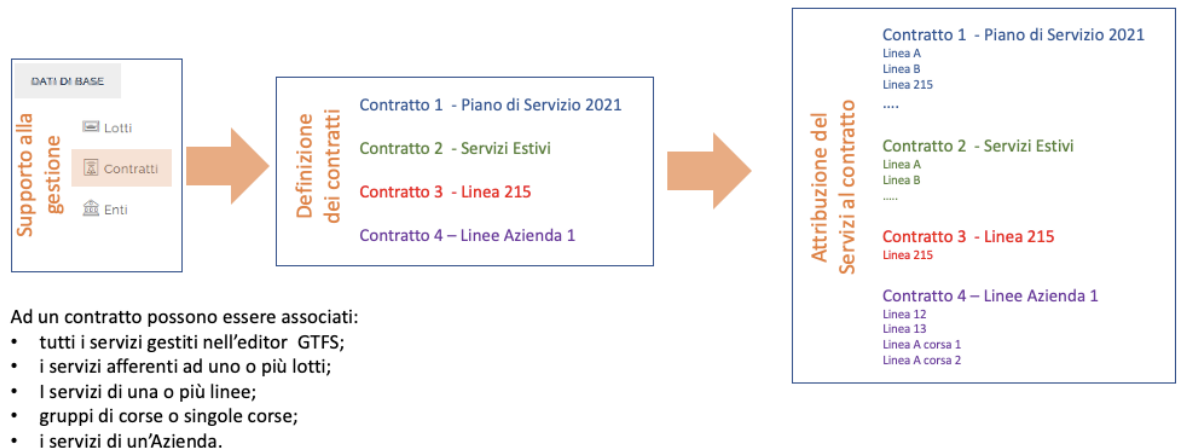 DATI DI BASE
Supporto alla
gestione
Lotti
Contratti
Enti
Definizione
dei contratti
Contratto 1 - Piano di Servizio 2021
Contratto 2 - Servizi Estivi
Contratto 3 - Linea 215
Contratto 4 – Linee Azienda 1
Attribuzione del
Servizi al contratto
Contratto 1 - Piano di Servizio 2021
Linea A
Linea B
Linea 215
....
Contratto 2 - Servizi Estivi
Linea A
Linea B
.....
Contratto 3 - Linea 215
Linea 215
Contratto 4 – Linee Azienda 1
Linea 12
Linea 13
Linea A corsa 1
Linea A corsa 2
Ad un contratto possono essere associati:
• tutti i servizi gestiti nell'editor GTFS;
• i servizi afferenti ad uno o più lotti;
• I servizi di una o più linee;
• gruppi di corse o singole corse;
• i servizi di un'Azienda.